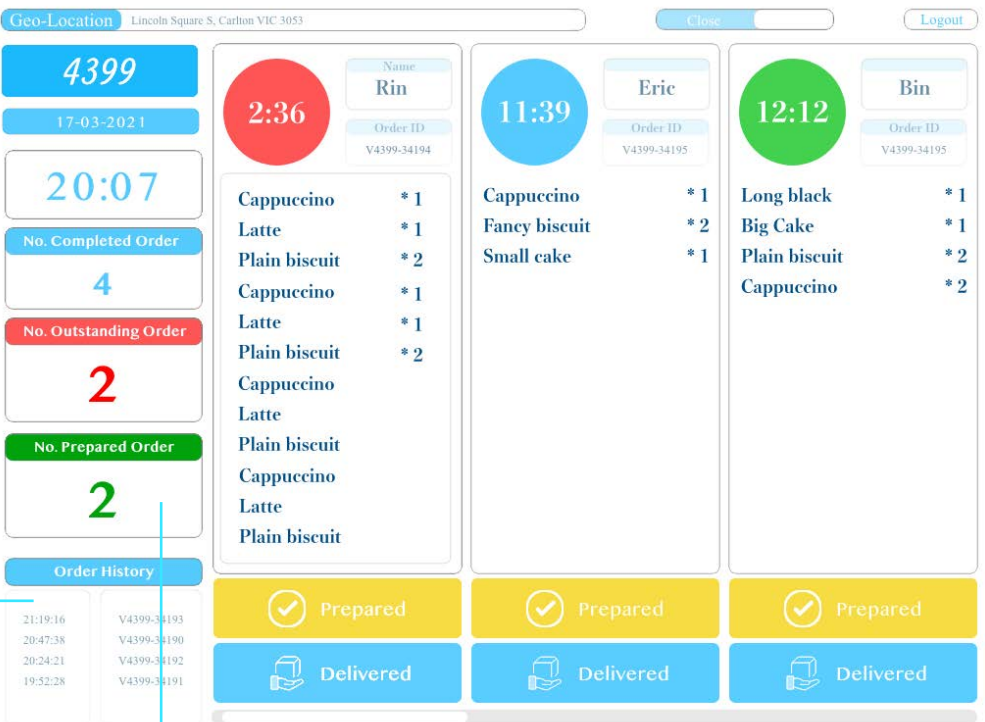 Geo-Location Lincoln Square S, Carlton VIC 3053
Close
Logout
4399
17-03-2021
20:07
No. Completed Order
4
No. Outstanding Order
2
No. Prepared Order
2
Order History
21:19:16 V4399-34193
20:47:38 V4399-34190
20:24:21 V4399-34192
19:52:28 V4399-34191
2:36
Name
Rin
Order ID
V4399-34194
Cappuccino * 1
Latte * 1
Plain biscuit * 2
Cappuccino * 1
Latte * 1
Plain biscuit * 2
Cappuccino
Latte
Plain biscuit
Cappuccino
Latte
Plain biscuit
Prepared
Delivered
11:39
Eric
Order ID
V4399-34195
Cappuccino * 1
Fancy biscuit * 2
Small cake * 1
Prepared
Delivered
12:12
Bin
Order ID
V4399-34195
Long black * 1
Big Cake * 1
Plain biscuit * 2
Cappuccino * 2
Prepared
Delivered